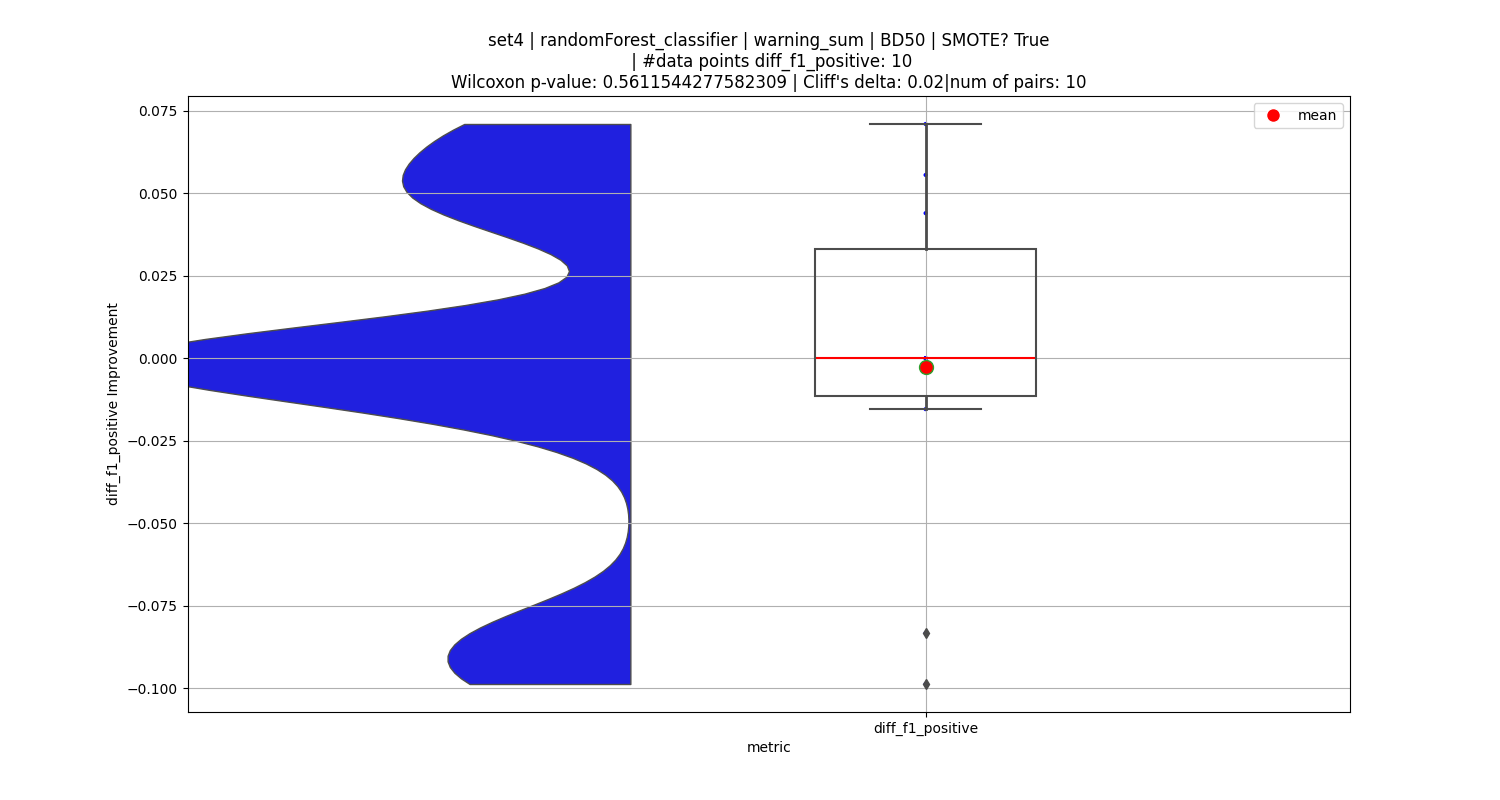 set4 | randomForest_classifier | warning_sum | BD50 | SMOTE? True
| #data points diff_f1_positive: 10
Wilcoxon p-value: 0.5611544277582309 | Cliff's delta: 0.02|num of pairs: 10
mean
0.075
0.050
0.025
0.000
−0.025
−0.050
−0.075
−0.100
diff_f1_positive Improvement
diff_f1_positive
metric